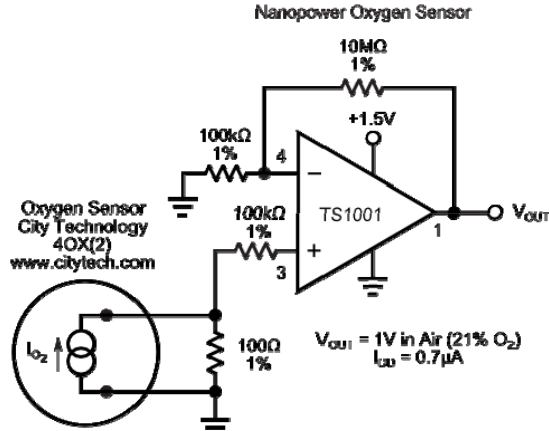 Nanopower Oxygen Sensor
10MΩ
1%
+1.5V
100kΩ
1%
4
Oxygen Sensor
City Technology
4OX(2)
www.citytech.com
100kΩ
1%
−
TS1001
VOUT
1
+
3
IO2
100Ω
1%
VOUT = 1V in Air (21% O2)
IDD = 0.7µA